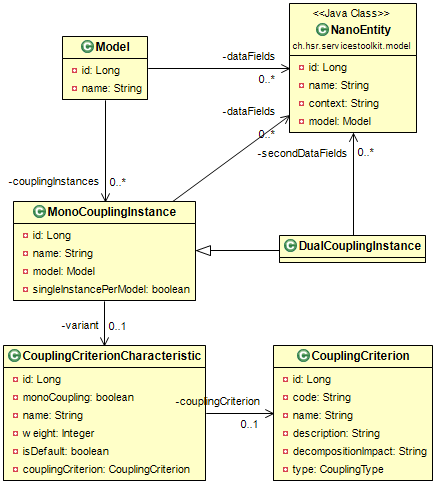 Model
id: Long
name: String
<<Java Class>>
NanoEntity
ch.hsr.servicestoolkit.model
id: Long
name: String
context: String
model: Model
-dataFields
0..*
-dataFields
0..*
-secondDataFields
0..*
-couplingInstances
0..*
MonoCouplingInstance
id: Long
name: String
model: Model
singleInstancePerModel: boolean
DualCouplingInstance
-variant
0..1
CouplingCriterionCharacteristic
id: Long
monoCoupling: boolean
name: String
weight: Integer
isDefault: boolean
couplingCriterion: CouplingCriterion
-couplingCriterion
0..1
CouplingCriterion
id: Long
code: String
name: String
description: String
decompositionImpact: String
type: CouplingType